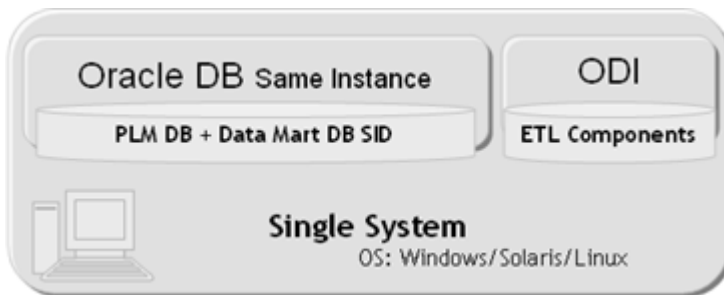 Oracle DB Same Instance
PLM DB + Data Mart DB SID
ODI
ETL Components
Single System
OS: Windows/Solaris/Linux